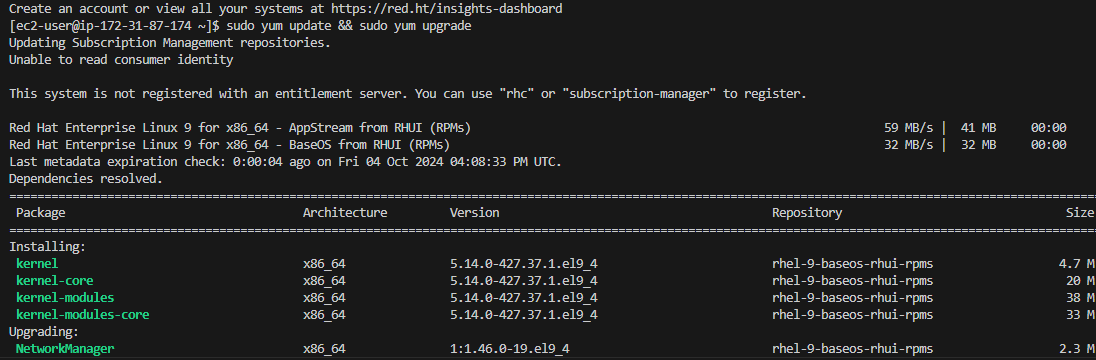 Create an account or view all your systems at https://red.ht/insights-dashboard
[ec2-user@ip-172-31-87-174 ~]$ sudo yum update && sudo yum upgrade
Updating Subscription Management repositories.
Unable to read consumer identity
This system is not registered with an entitlement server. You can use "rhc" or "subscription-manager" to register.
Red Hat Enterprise Linux 9 for x86_64 - AppStream from RHUI (RPMs) 59 MB/s | 41 MB 00:00
Red Hat Enterprise Linux 9 for x86_64 - BaseOS from RHUI (RPMs) 32 MB/s | 32 MB 00:00
Last metadata expiration check: 0:00:04 ago on Fri 04 Oct 2024 04:08:33 PM UTC.
Dependencies resolved.
Package Architecture Version Repository Size
Installing:
kernel x86_64 5.14.0-427.37.1.el9_4 rhel-9-baseos-rhui-rpms 4.7 M
kernel-core x86_64 5.14.0-427.37.1.el9_4 rhel-9-baseos-rhui-rpms 20 M
kernel-modules x86_64 5.14.0-427.37.1.el9_4 rhel-9-baseos-rhui-rpms 38 M
kernel-modules-core x86_64 5.14.0-427.37.1.el9_4 rhel-9-baseos-rhui-rpms 33 M
Upgrading:
NetworkManager x86_64 1:1.46.0-19.el9_4 rhel-9-baseos-rhui-rpms 2.3 M